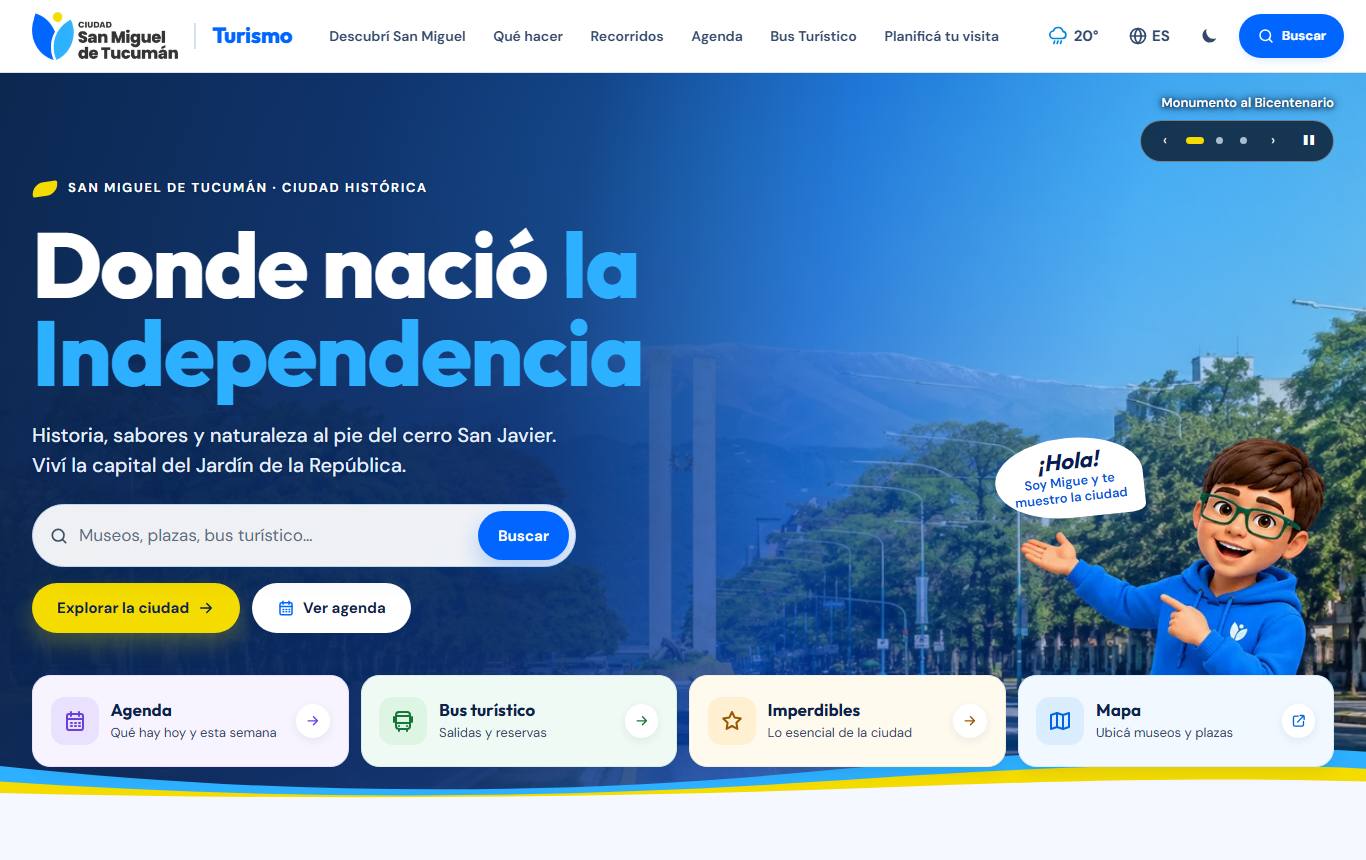 CIUDAD
San Miguel
de Tucumán
Turismo
Descubrí San Miguel
Qué hacer
Recorridos
Agenda
Bus Turístico
Planificá tu visita
20°
ES
Buscar
Monumento al Bicentenario
SAN MIGUEL DE TUCUMÁN · CIUDAD HISTÓRICA
Donde nació la
Independencia
Historia, sabores y naturaleza al pie del cerro San Javier.
Viví la capital del Jardín de la República.
Museos, plazas, bus turístico...
Buscar
¡Hola!
Soy Migue y te
muestro la ciudad
Explorar la ciudad
Ver agenda
Agenda
Qué hay hoy y esta semana
Bus turístico
Salidas y reservas
Imperdibles
Lo esencial de la ciudad
Mapa
Ubicá museos y plazas